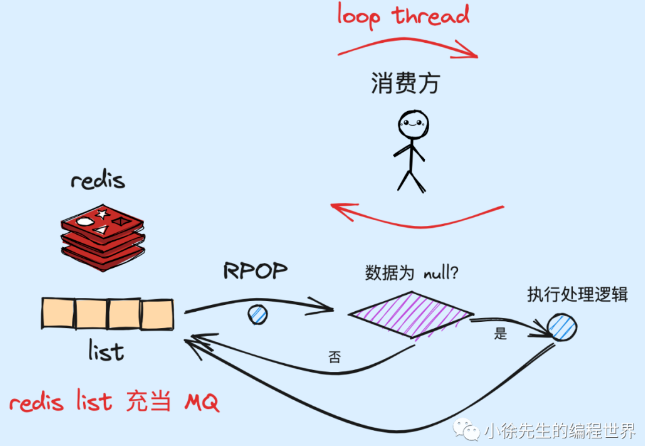 loop thread
消费方
redis
RPOP
数据为 null?
执行处理逻辑
是
否
list
redis list 充当 MQ
小徐先生的编程世界